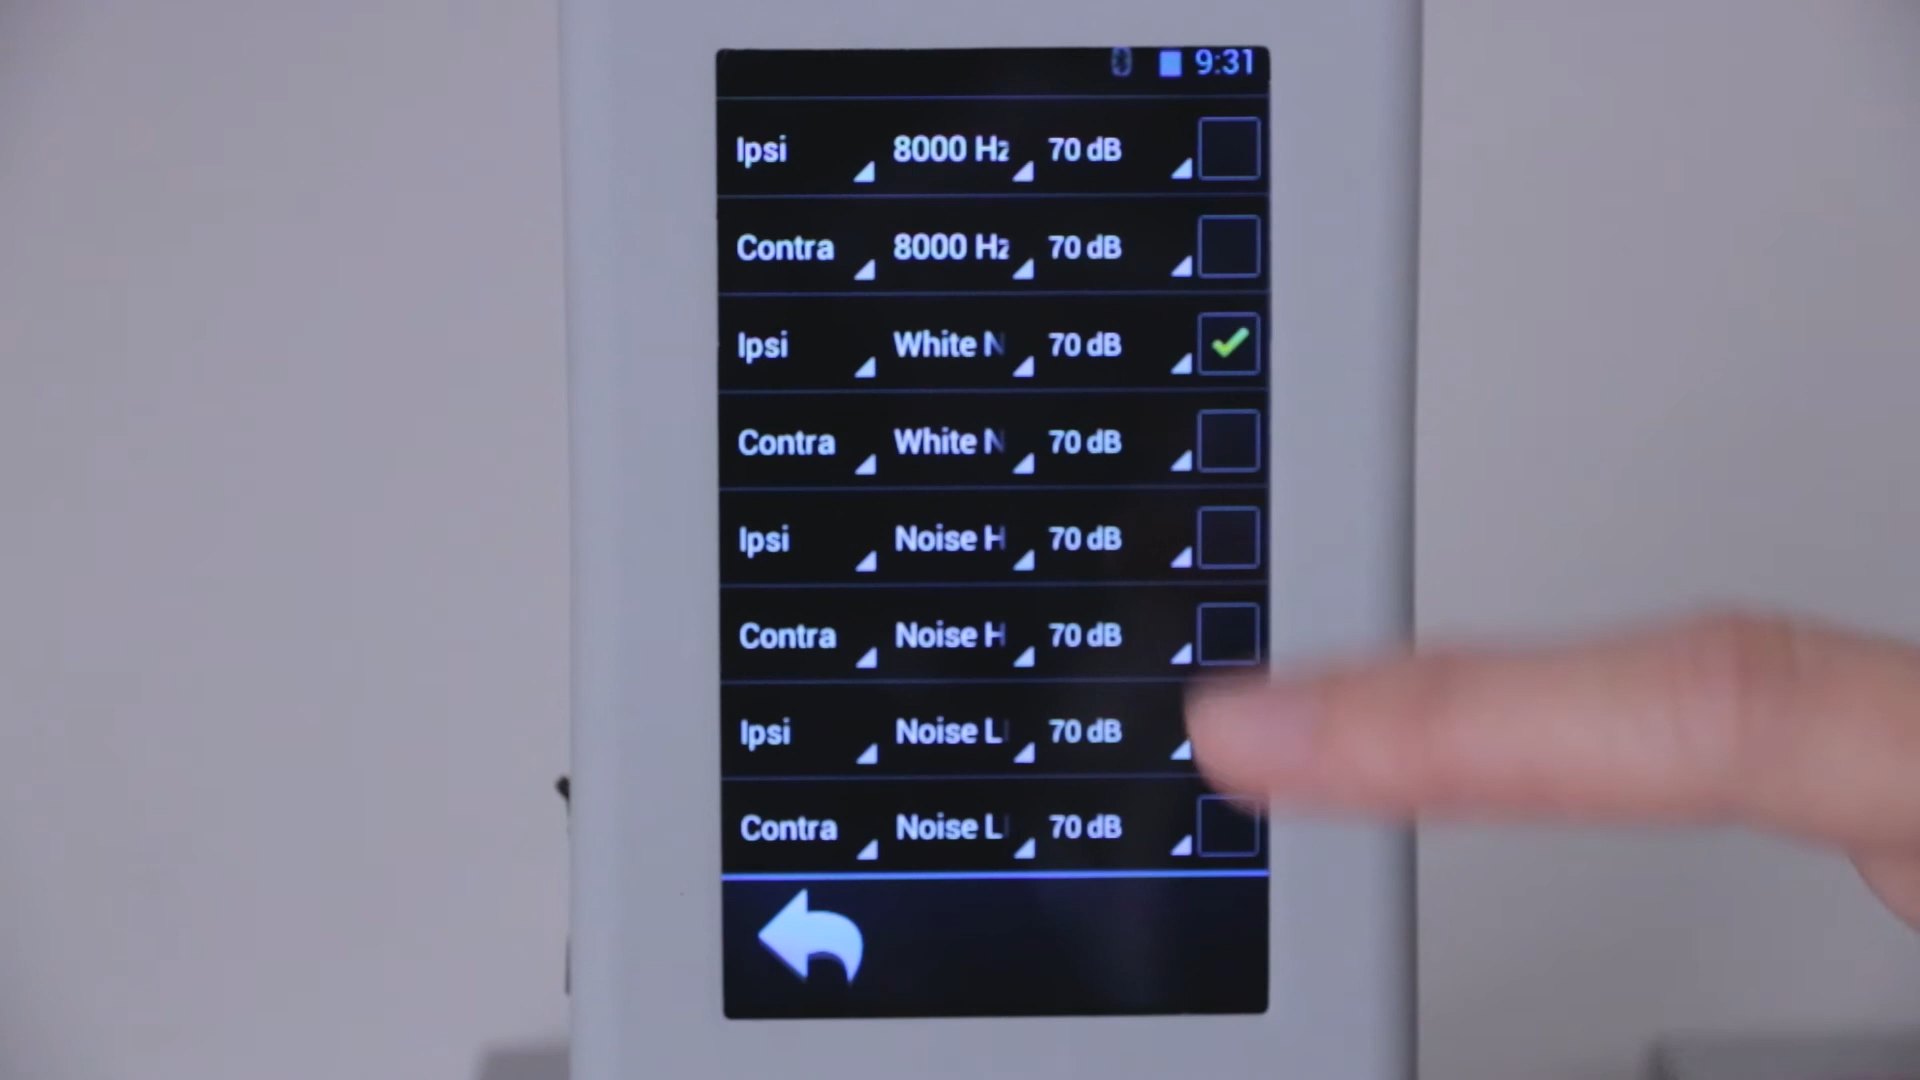 9:31
Ipsi 8000 Hz 70 dB
Contra 8000 Hz 70 dB
Ipsi White N 70 dB
Contra White N 70 dB
Ipsi Noise H 70 dB
Contra Noise H 70 dB
Ipsi Noise L 70 dB
Contra Noise L 70 dB